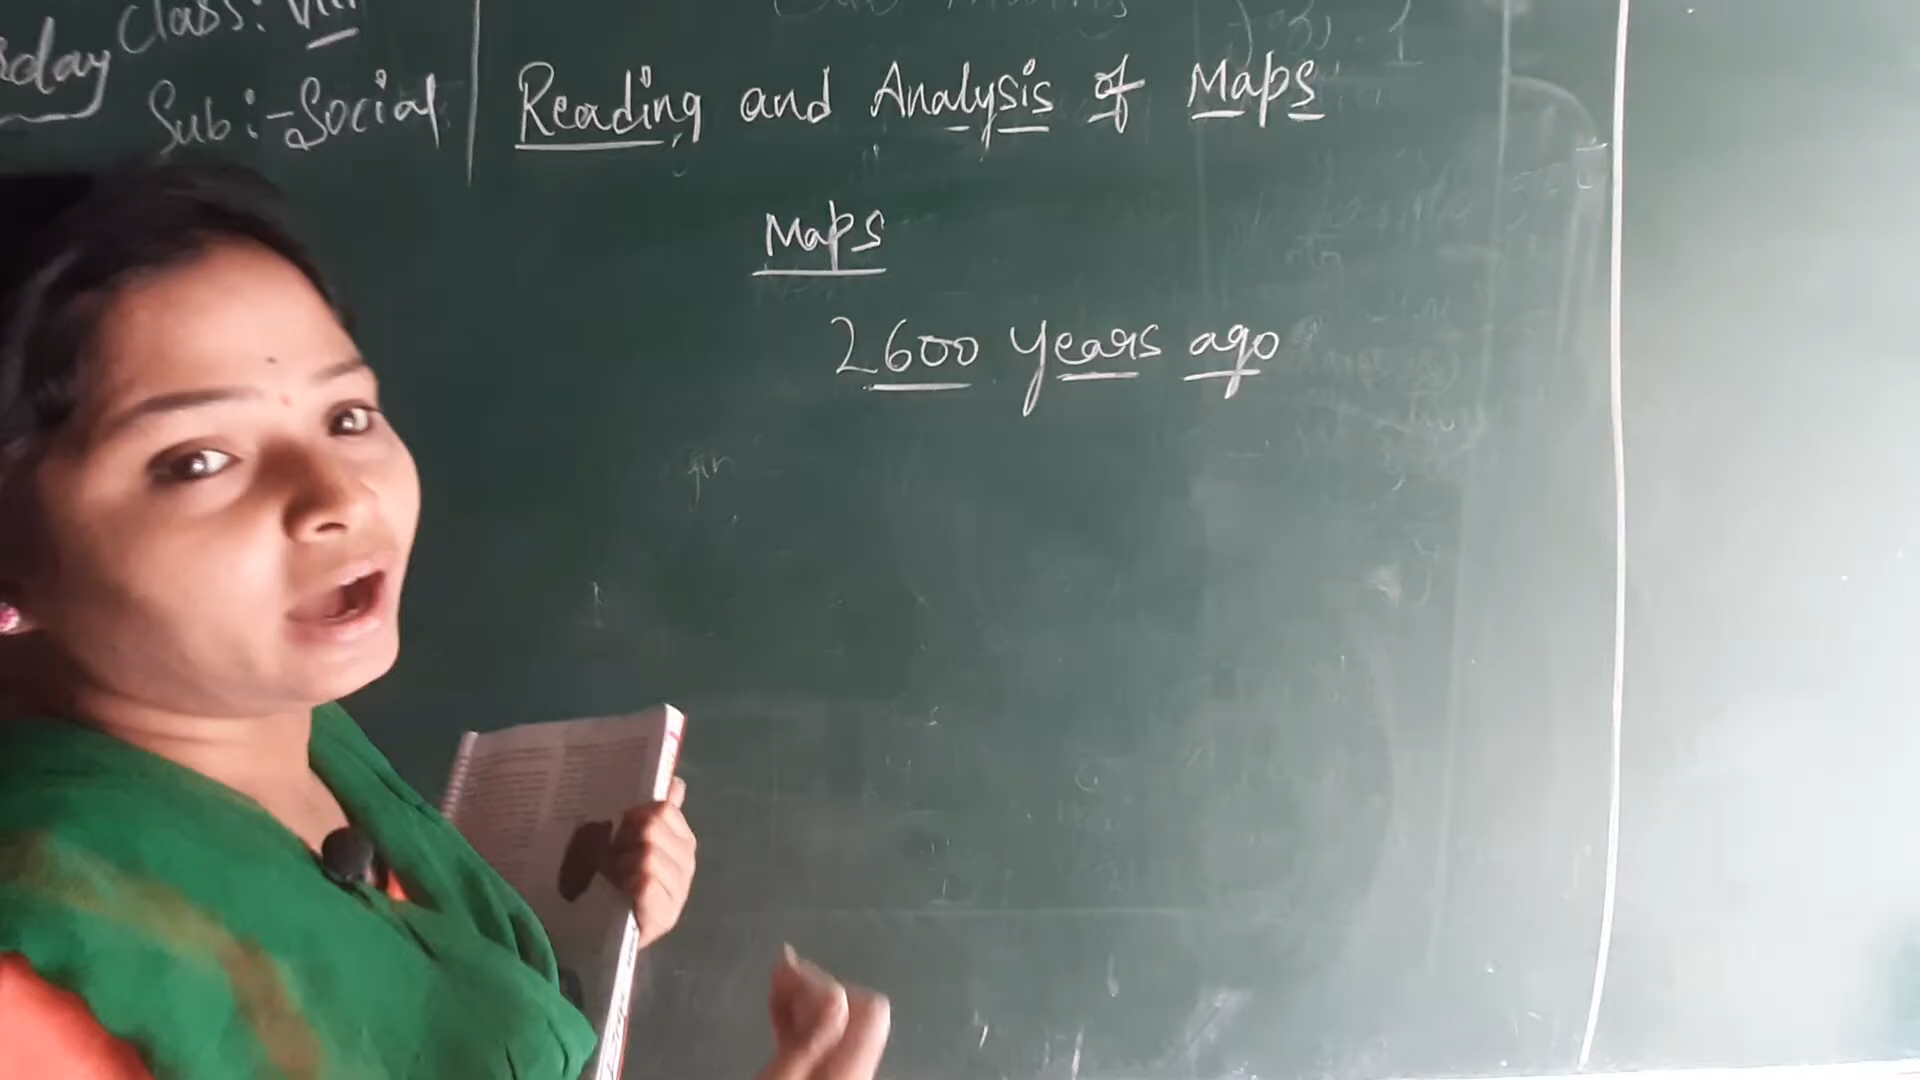 Class: VIII
Sub:-Social
Reading and Analysis of Maps
Maps
2600 years ago